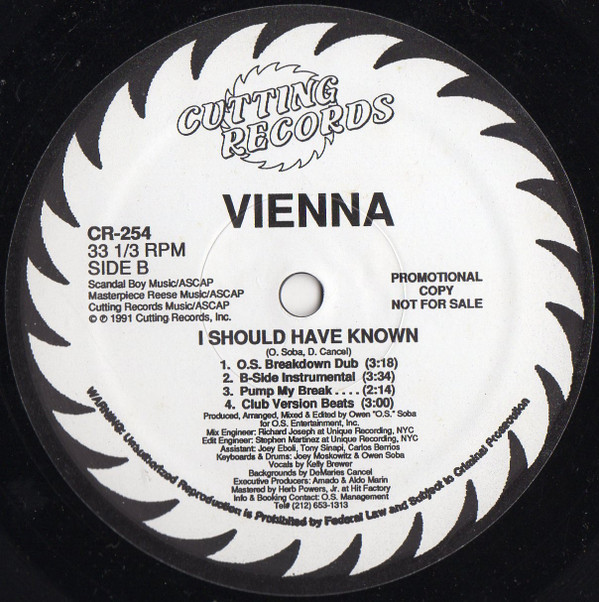 CUTTING
RECORDS
VIENNA
CR-254
33 1/3 RPM
SIDE B
Scandal Boy Music/ASCAP
Masterpiece Reese Music/ASCAP
Cutting Records Music/ASCAP
© ℗ 1991 Cutting Records, Inc.
PROMOTIONAL
COPY
NOT FOR SALE
I SHOULD HAVE KNOWN
(O. Soba, D. Cancel)
1. O.S. Breakdown Dub (3:18)
2. B-Side Instrumental (3:34)
3. Pump My Break . . . . (2:14)
4. Club Version Beats (3:00)
Produced, Arranged, Mixed & Edited by Owen "O.S." Soba
for O.S. Entertainment, Inc.
Mix Engineer: Richard Joseph at Unique Recording, NYC
Edit Engineer: Stephen Martinez at Unique Recording, NYC
Assistant: Joey Eboli, Tony Sinapi, Carlos Berrios
Keyboards & Drums: Joey Moskowitz & Owen Soba
Vocals by Kelly Brewer
Backgrounds by DeMaries Cancel
Executive Producers: Amado & Aldo Marin
Mastered by Herb Powers, Jr. at Hit Factory
Info & Booking Contact: O.S. Management
Tel# (212) 653-1313
WARNING: Unauthorized Reproduction is Prohibited by Federal Law and Subject to Criminal Prosecution